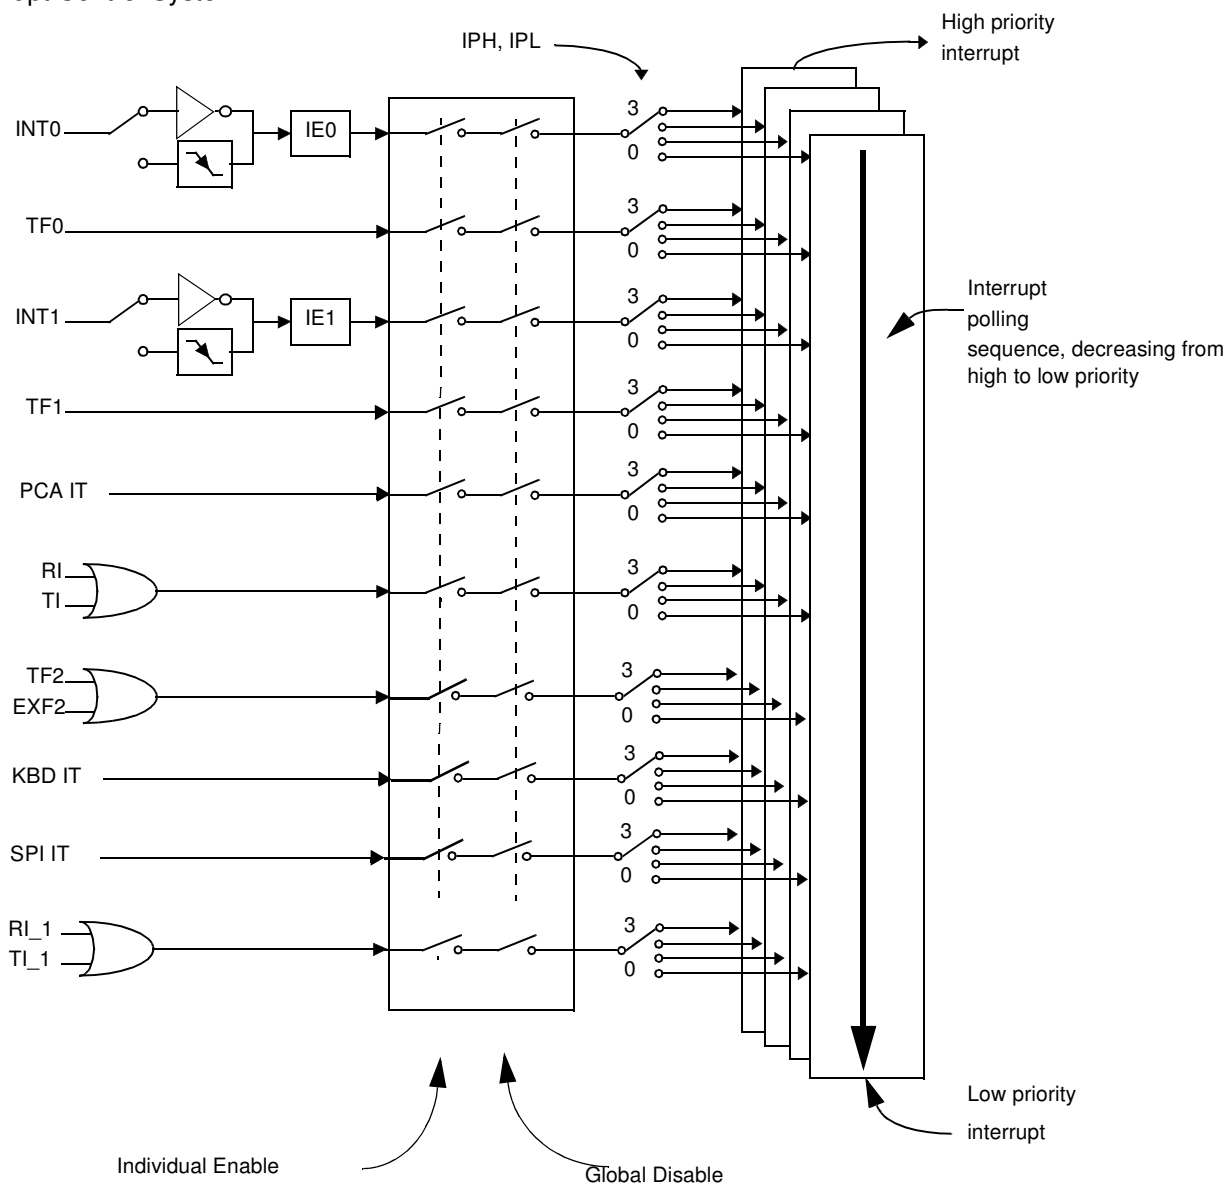 High priority
interrupt
IPH, IPL
INT0
IE0
3
0
TF0
3
0
INT1
IE1
3
0
Interrupt
polling
sequence, decreasing from
high to low priority
TF1
3
0
PCA IT
3
0
RI
TI
3
0
TF2
EXF2
3
0
KBD IT
3
0
SPI IT
3
0
RI_1
TI_1
3
0
Low priority
interrupt
Individual Enable
Global Disable